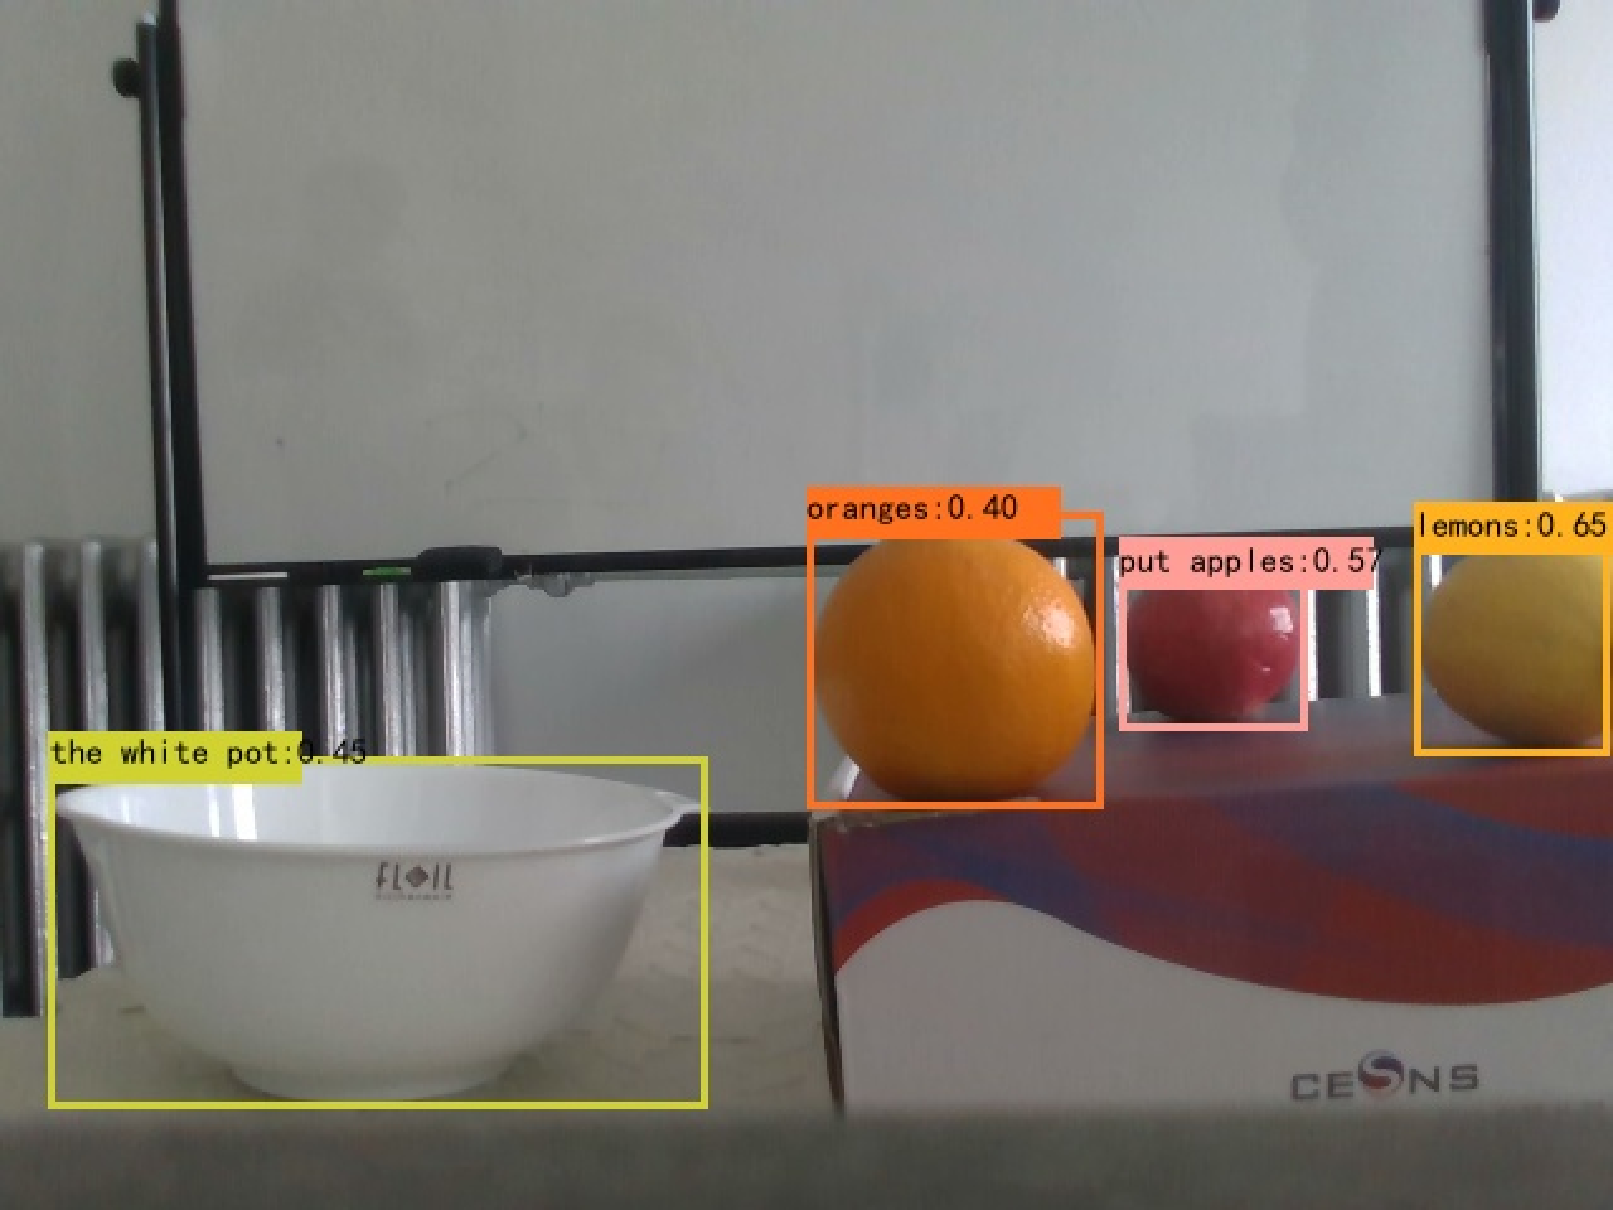 oranges:0.40
lemons:0.65
put apples:0.57
the white pot:0.45
FLOIL
CESNS